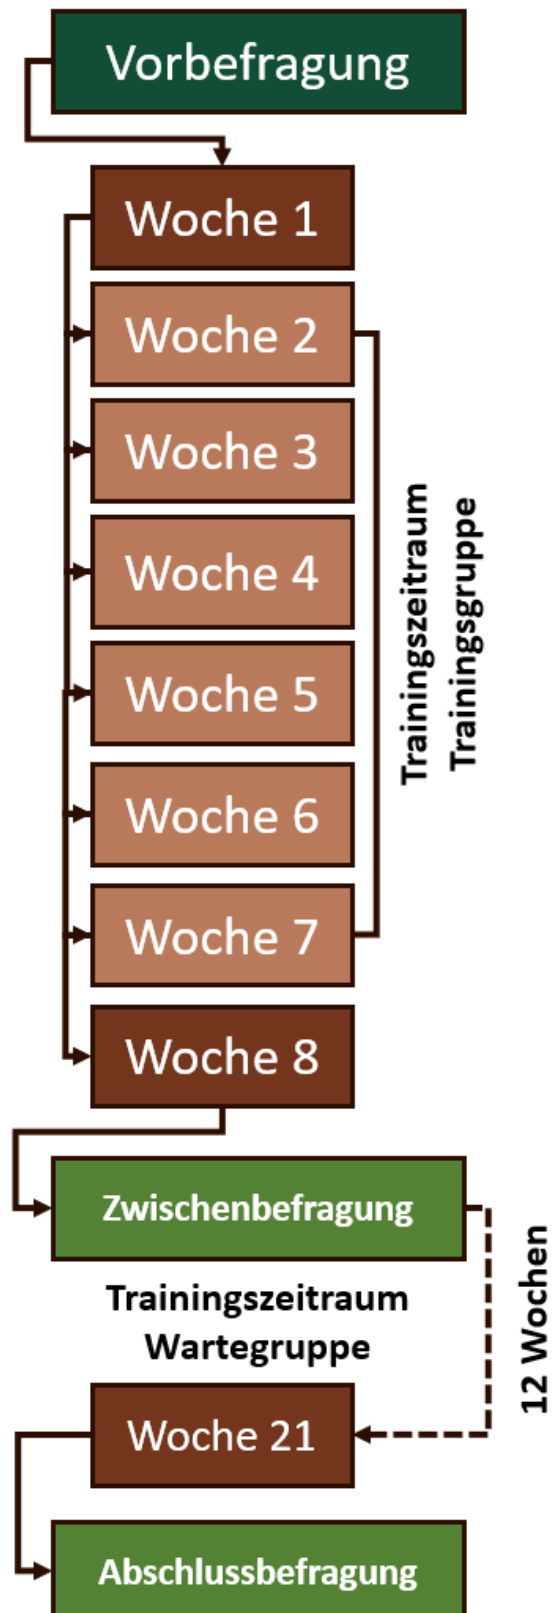 Vorbefragung
Woche 1
Woche 2
Woche 3
Woche 4
Woche 5
Woche 6
Woche 7
Trainingszeitraum
Trainingsgruppe
Woche 8
Zwischenbefragung
12 Wochen
Trainingszeitraum
Wartegruppe
Woche 21
Abschlussbefragung